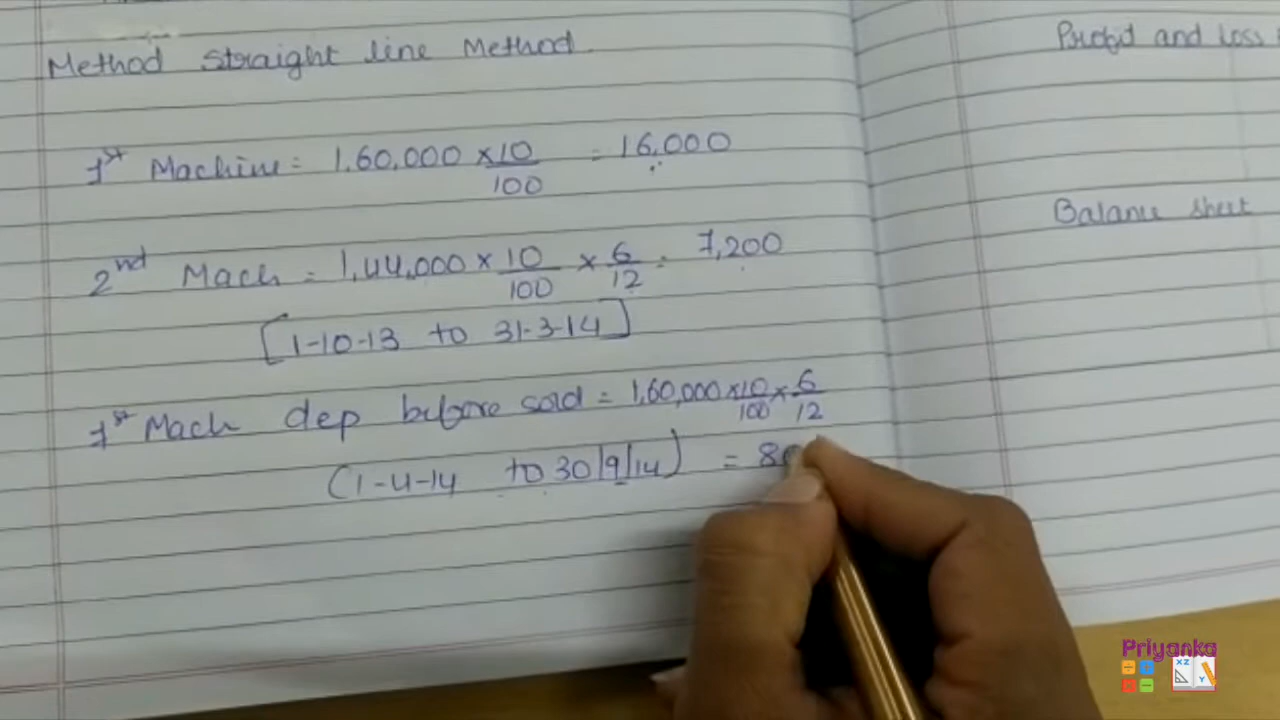 Method Straight line Method
1st Machine = 1,60,000 × 10/100 = 16,000
2nd Mach = 1,44,000 × 10/100 × 6/12 = 7,200
[1-10-13 to 31-3-14]
1st Mach dep before sold = 1,60,000 × 10/100 × 6/12
(1-4-14 to 30/9/14) = 80
and Loss
Balance sheet
Priyanka